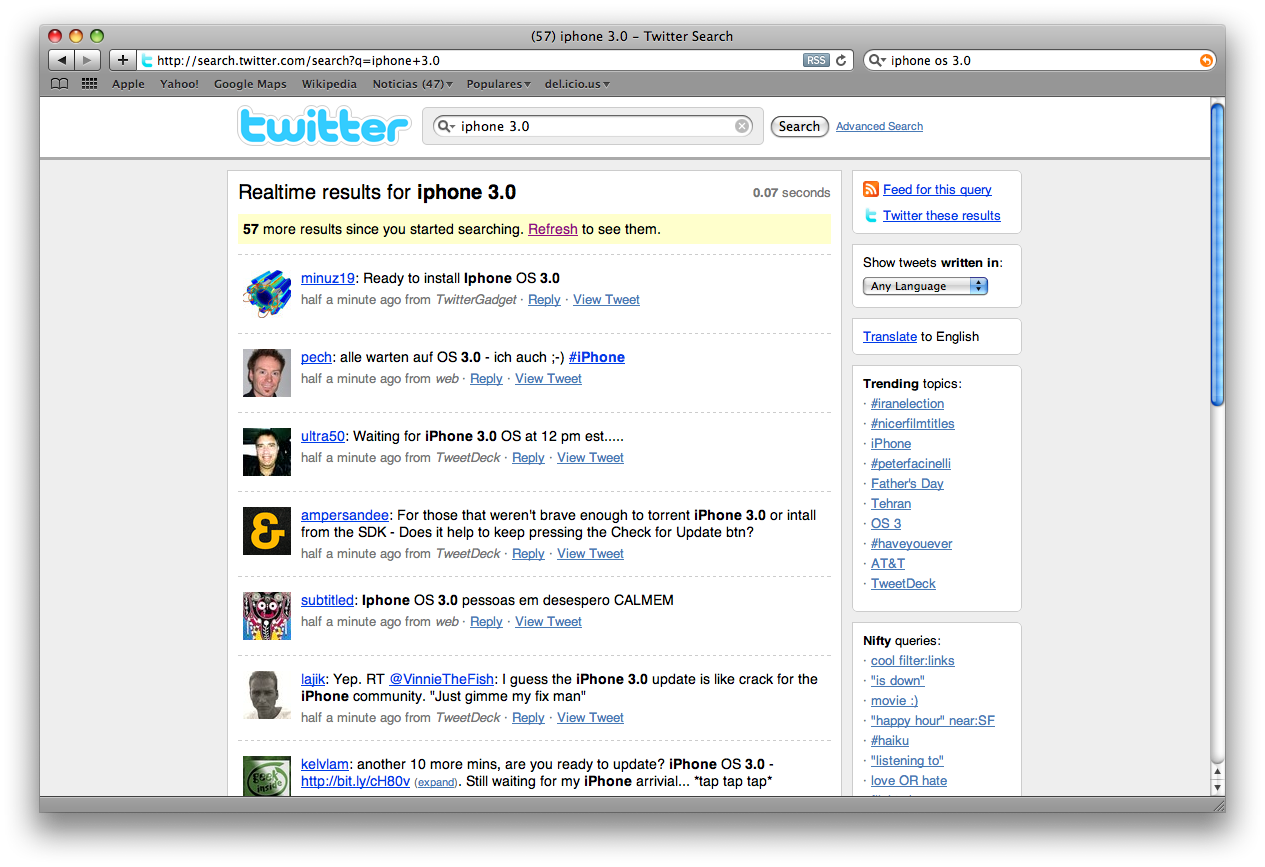 (57) iphone 3.0 – Twitter Search
+ http://search.twitter.com/search?q=iphone+3.0 RSS iphone os 3.0
Apple Yahoo! Google Maps Wikipedia Noticias (47) Populares del.icio.us
twitter iphone 3.0 Search Advanced Search
Realtime results for iphone 3.0 0.07 seconds
57 more results since you started searching. Refresh to see them.
minuz19: Ready to install Iphone OS 3.0
half a minute ago from TwitterGadget · Reply · View Tweet
pech: alle warten auf OS 3.0 - ich auch ;-) #iPhone
half a minute ago from web · Reply · View Tweet
ultra50: Waiting for iPhone 3.0 OS at 12 pm est.....
half a minute ago from TweetDeck · Reply · View Tweet
&
ampersandee: For those that weren't brave enough to torrent iPhone 3.0 or intall
from the SDK - Does it help to keep pressing the Check for Update btn?
half a minute ago from TweetDeck · Reply · View Tweet
subtitled: Iphone OS 3.0 pessoas em desespero CALMEM
half a minute ago from web · Reply · View Tweet
lajik: Yep. RT @VinnieTheFish: I guess the iPhone 3.0 update is like crack for the
iPhone community. "Just gimme my fix man"
half a minute ago from TweetDeck · Reply · View Tweet
geek
inside
kelvlam: another 10 more mins, are you ready to update? iPhone OS 3.0 -
http://bit.ly/cH80v (expand). Still waiting for my iPhone arrivial... *tap tap tap*
Feed for this query
Twitter these results
Show tweets written in:
Any Language
Translate to English
Trending topics:
· #iranelection
· #nicerfilmtitles
· iPhone
· #peterfacinelli
· Father's Day
· Tehran
· OS 3
· #haveyouever
· AT&T
· TweetDeck
Nifty queries:
· cool filter:links
· "is down"
· movie :)
· "happy hour" near:SF
· #haiku
· "listening to"
· love OR hate